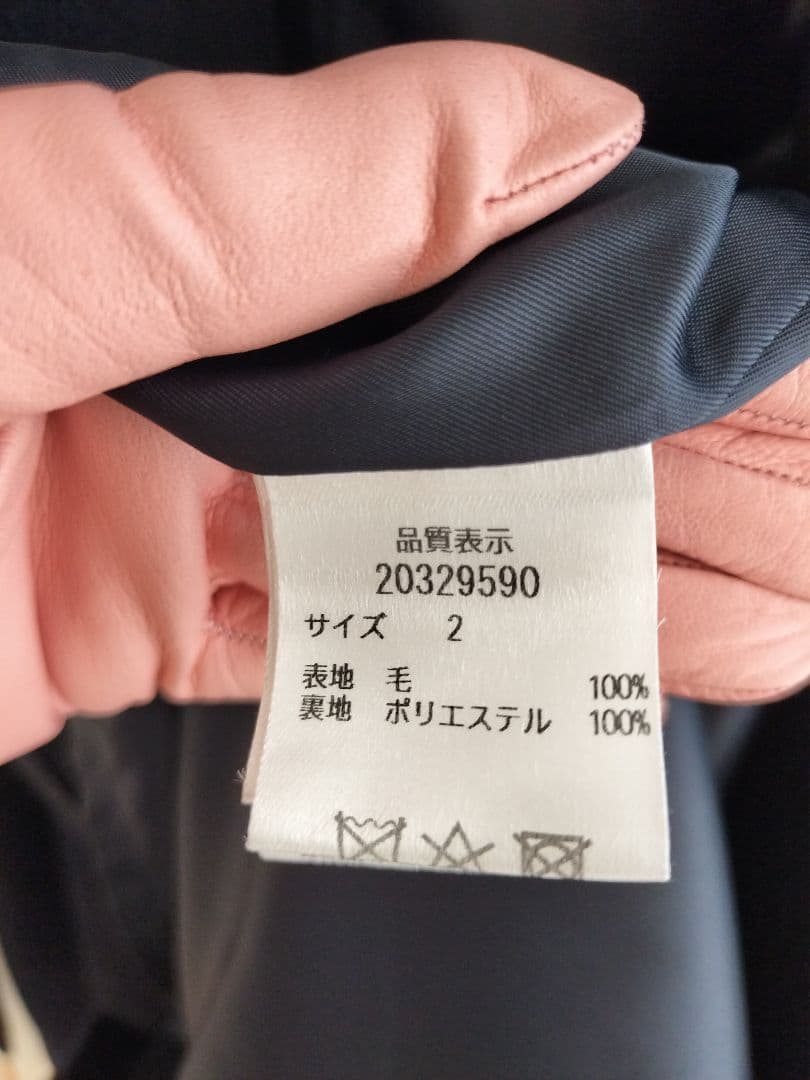 品質表示
20329590
サイズ 2
表地 毛 100%
裏地 ポリエステル 100%